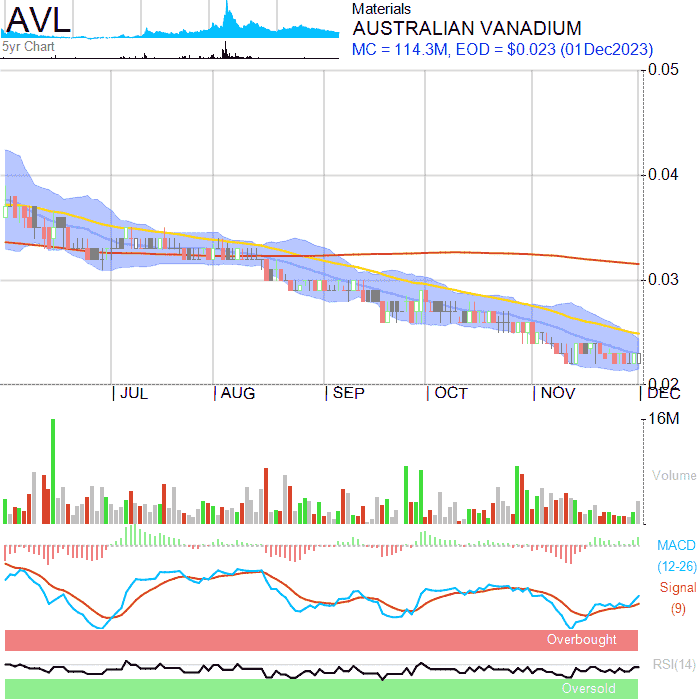 AVL
5yr Chart
Materials
AUSTRALIAN VANADIUM
MC = 114.3M, EOD = $0.023 (01Dec2023)
0.05
0.04
0.03
0.02
JUL AUG SEP OCT NOV DEC
16M
Volume
MACD
(12-26)
Signal
(9)
Overbought
RSI(14)
Oversold